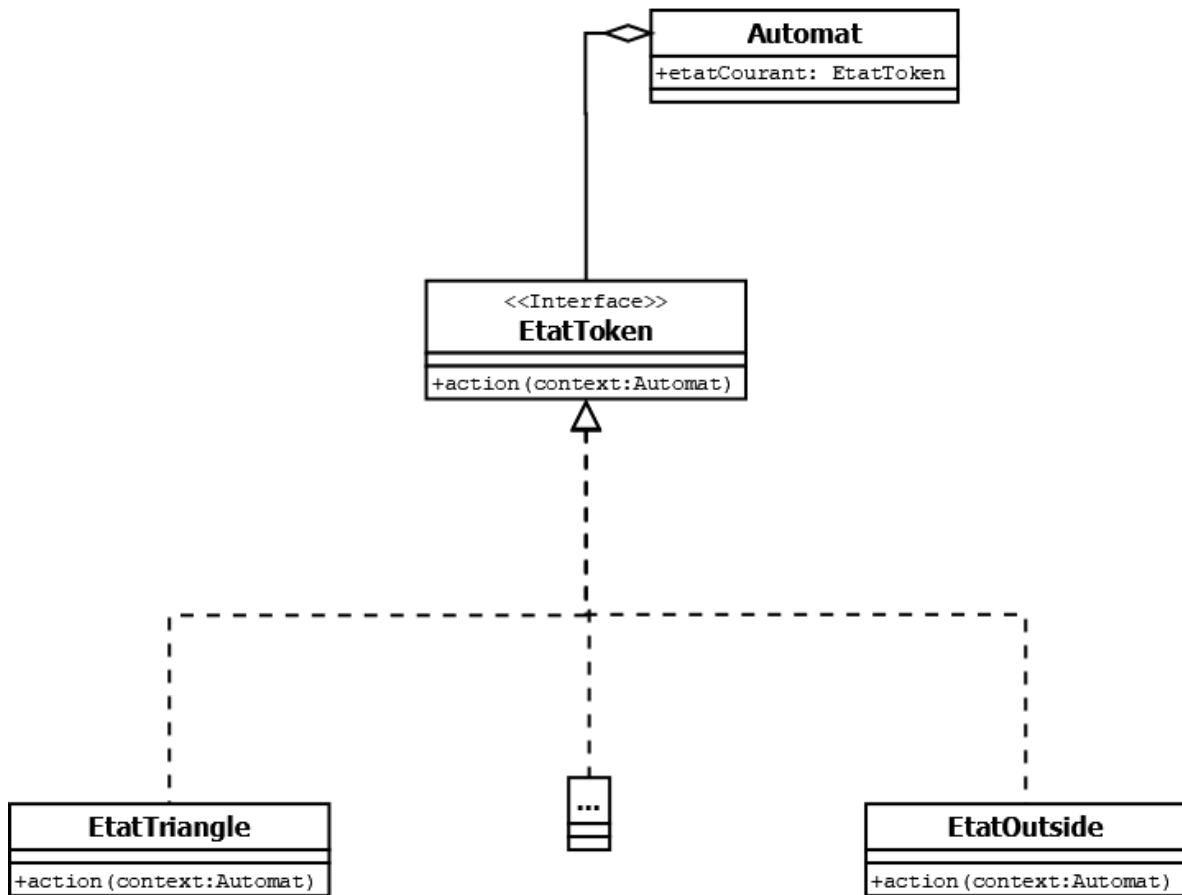 Automat
+etatCourant: EtatToken
<<Interface>>
EtatToken
+action(context:Automat)
...
EtatTriangle
+action(context:Automat)
EtatOutside
+action(context:Automat)